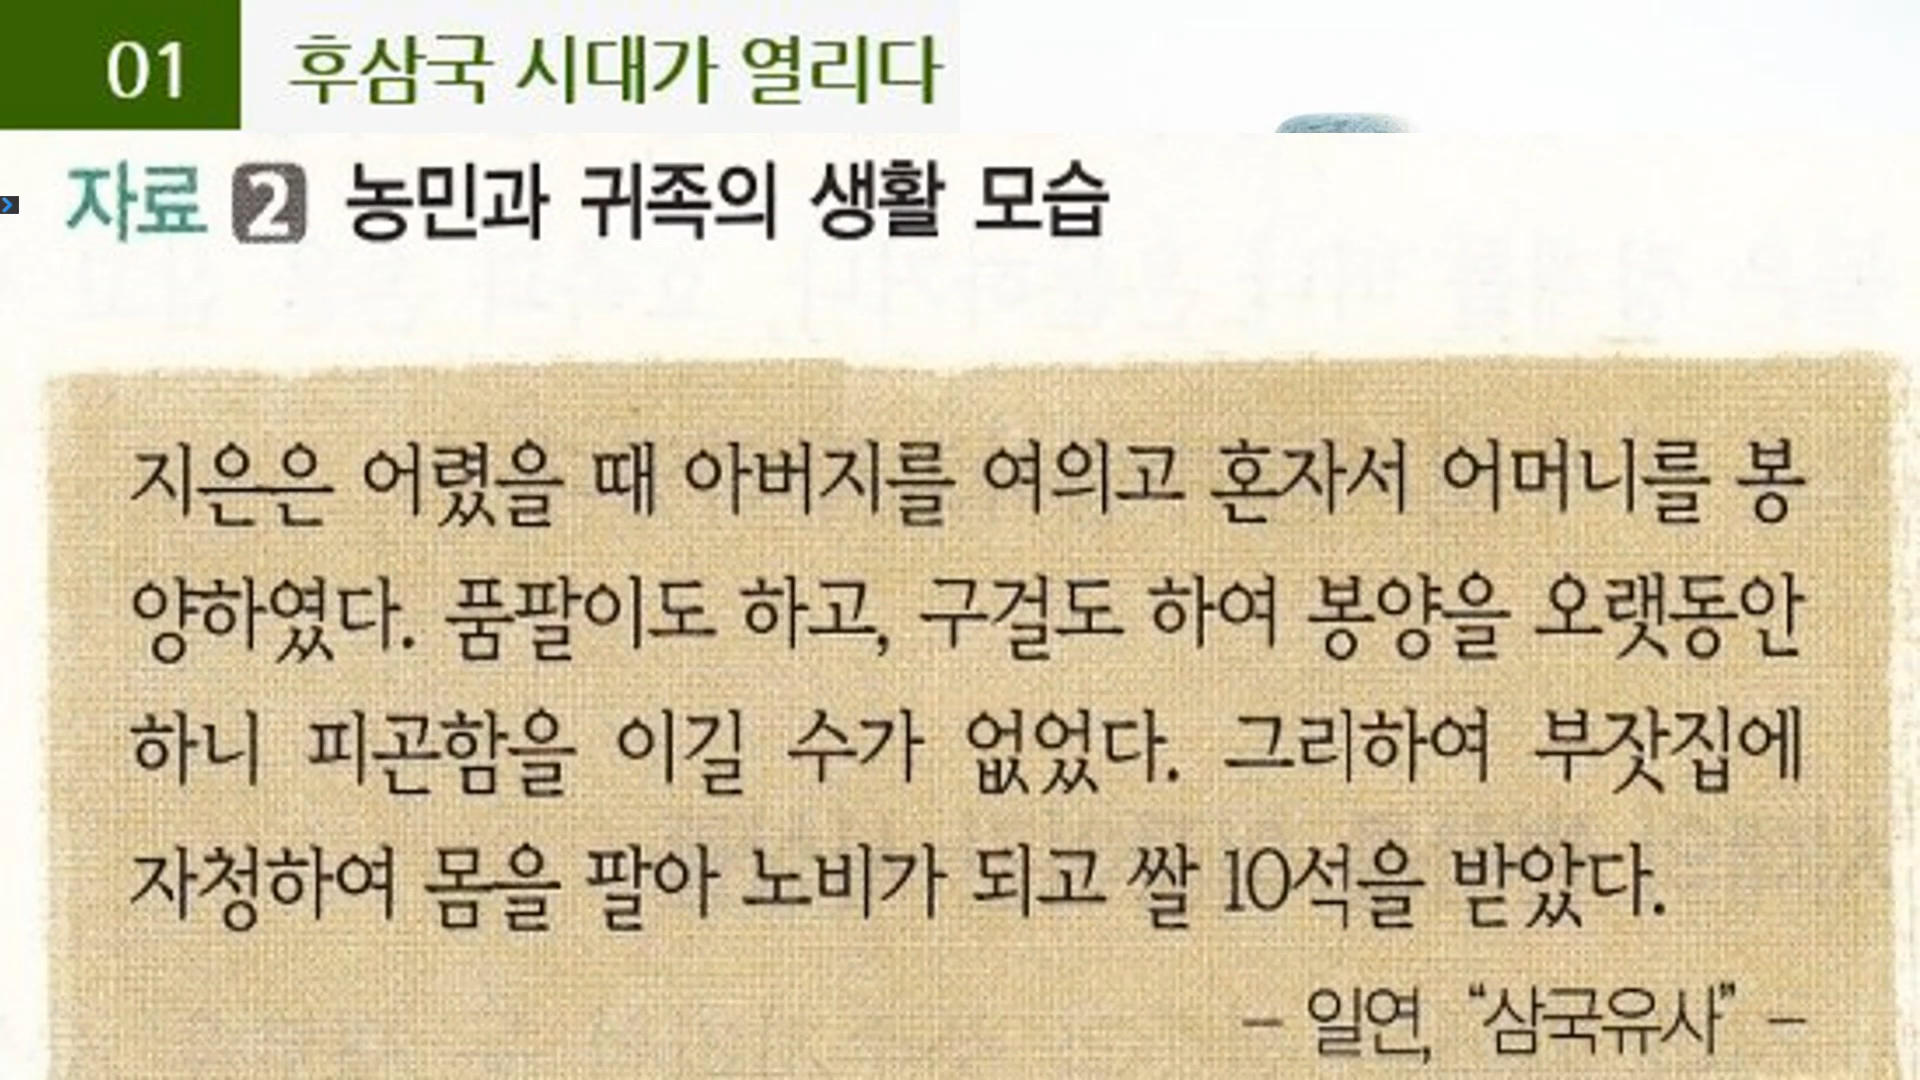 01 후삼국 시대가 열리다
자료 2 농민과 귀족의 생활 모습
지은은 어렸을 때 아버지를 여의고 혼자서 어머니를 봉
양하였다. 품팔이도 하고, 구걸도 하여 봉양을 오랫동안
하니 피곤함을 이길 수가 없었다. 그리하여 부잣집에
자청하여 몸을 팔아 노비가 되고 쌀 10석을 받았다.
– 일연, “삼국유사” –